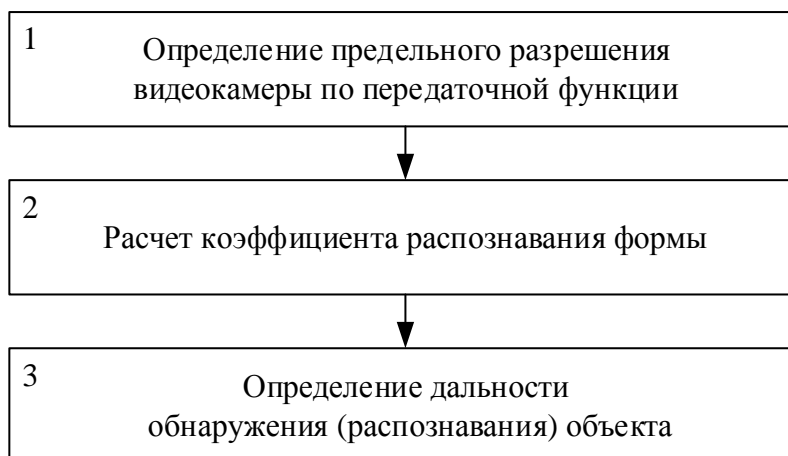 1
Определение предельного разрешения
видеокамеры по передаточной функции
2
Расчет коэффициента распознавания формы
3
Определение дальности
обнаружения (распознавания) объекта